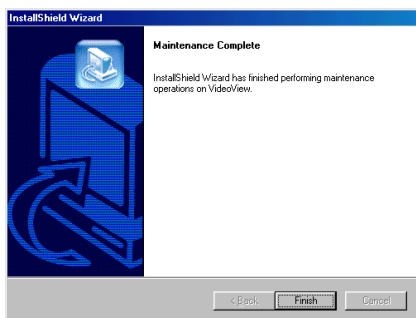 InstallShield Wizard
Maintenance Complete
InstallShield Wizard has finished performing maintenance
operations on VideoView.
< Back
Finish
Cancel